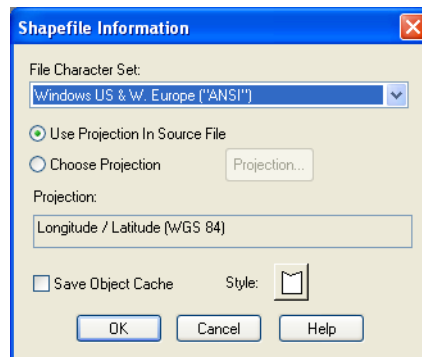 Shapefile Information
File Character Set:
Windows US & W. Europe ("ANSI")
Use Projection In Source File
Choose Projection
Projection...
Projection:
Longitude / Latitude (WGS 84)
Save Object Cache
Style:
OK
Cancel
Help